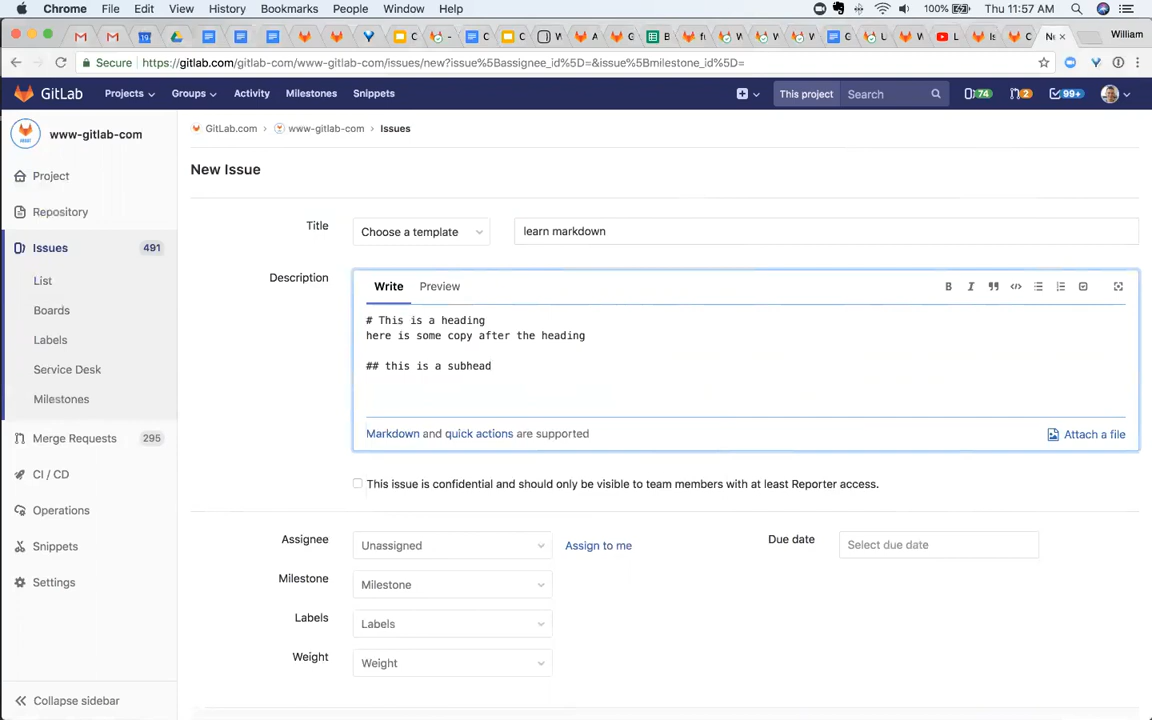 Chrome File Edit View History Bookmarks People Window Help 100% Thu 11:57 AM
William
Secure https://gitlab.com/gitlab-com/www-gitlab-com/issues/new?issue%5Bassignee_id%5D=&issue%5Bmilestone_id%5D=
GitLab Projects Groups Activity Milestones Snippets This project Search 74 2 99+
www-gitlab-com
GitLab.com › www-gitlab-com › Issues
New Issue
Project
Repository
Issues 491
List
Boards
Labels
Service Desk
Milestones
Merge Requests 295
CI / CD
Operations
Snippets
Settings
Collapse sidebar
Title Choose a template learn markdown
Description Write Preview
# This is a heading
here is some copy after the heading
## this is a subhead
Markdown and quick actions are supported Attach a file
This issue is confidential and should only be visible to team members with at least Reporter access.
Assignee Unassigned Assign to me Due date Select due date
Milestone Milestone
Labels Labels
Weight Weight